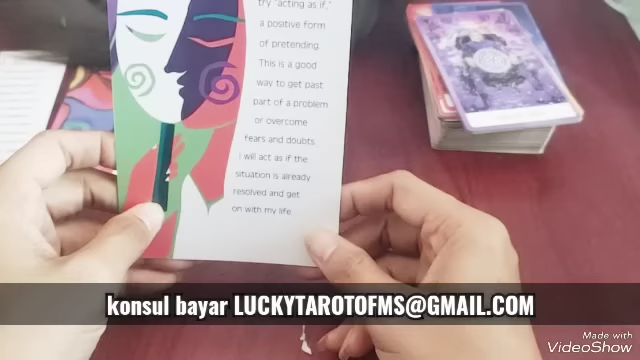 try "acting as if,"
a positive form
of pretending
This is a good
way to get past
part of a problem
or overcome
fears and doubts.
I will act as if the
situation is already
resolved and get
on with my life
konsul bayar LUCKYTAROTOFMS@GMAIL.COM
Made with
VideoShow